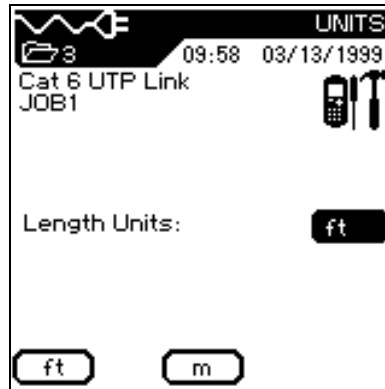 UNITS
3 09:58 03/13/1999
Cat 6 UTP Link
JOB1
Length Units: ft
ft m